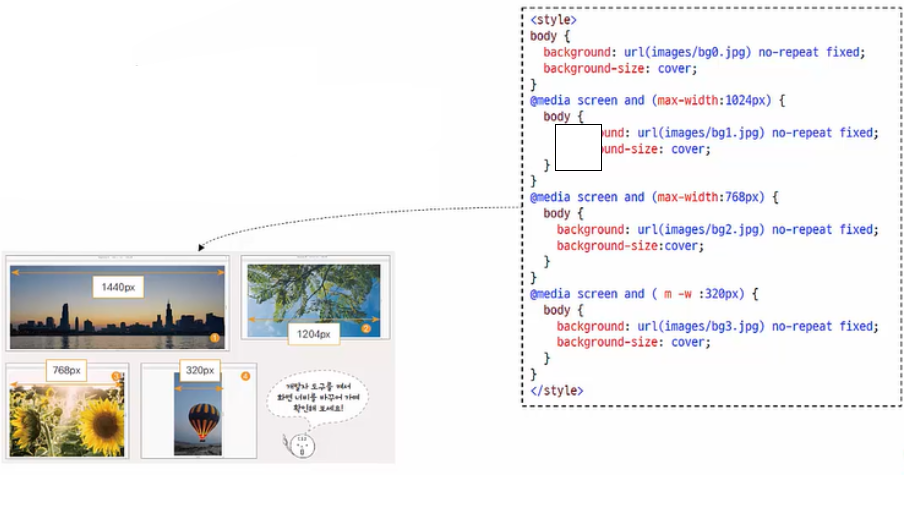 <style>
body {
background: url(images/bg0.jpg) no-repeat fixed;
background-size: cover;
}
@media screen and (max-width:1024px) {
body {
ound: url(images/bg1.jpg) no-repeat fixed;
ound-size: cover;
}
}
@media screen and (max-width:768px) {
body {
background: url(images/bg2.jpg) no-repeat fixed;
background-size:cover;
}
}
@media screen and ( m -w :320px) {
body {
background: url(images/bg3.jpg) no-repeat fixed;
background-size: cover;
}
}
</style>
1440px
1
1204px
2
768px
3
320px
4
개발자 도구를 켜서
화면 너비를 바꾸어 가며
확인해 보세요!